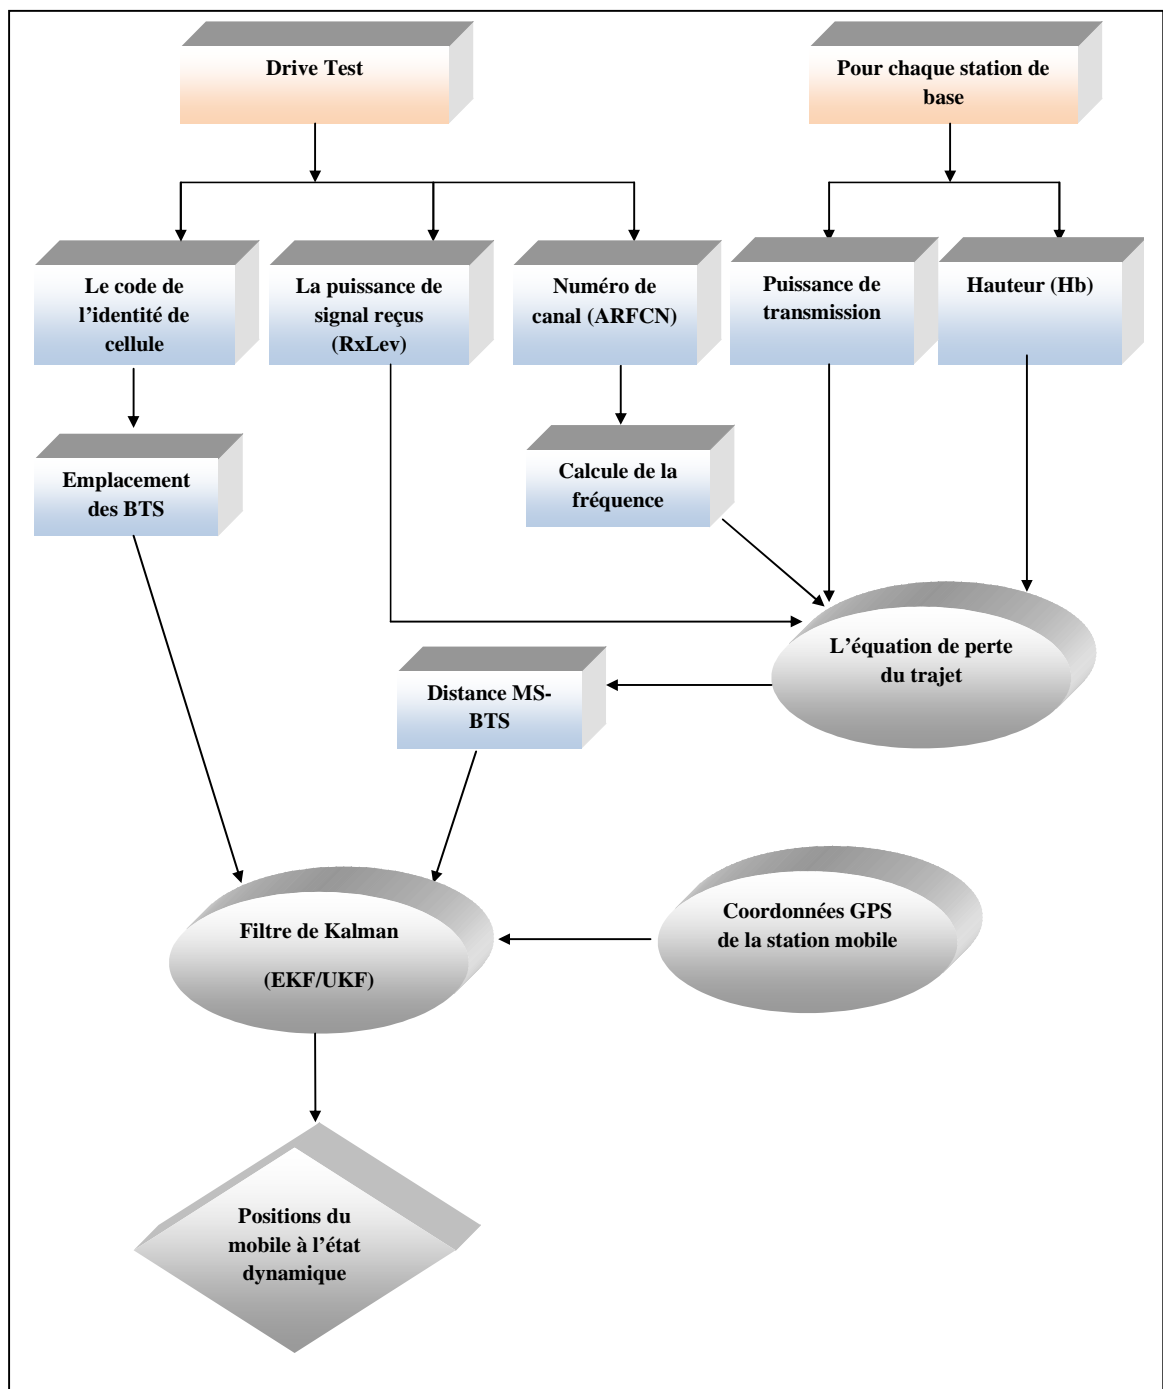 Drive Test
Pour chaque station de
base
Le code de
l’identité de
cellule
La puissance de
signal reçus
(RxLev)
Numéro de
canal (ARFCN)
Puissance de
transmission
Hauteur (Hb)
Emplacement
des BTS
Calcule de la
fréquence
L’équation de perte
du trajet
Distance MS-
BTS
Filtre de Kalman
(EKF/UKF)
Coordonnées GPS
de la station mobile
Positions du
mobile à l’état
dynamique